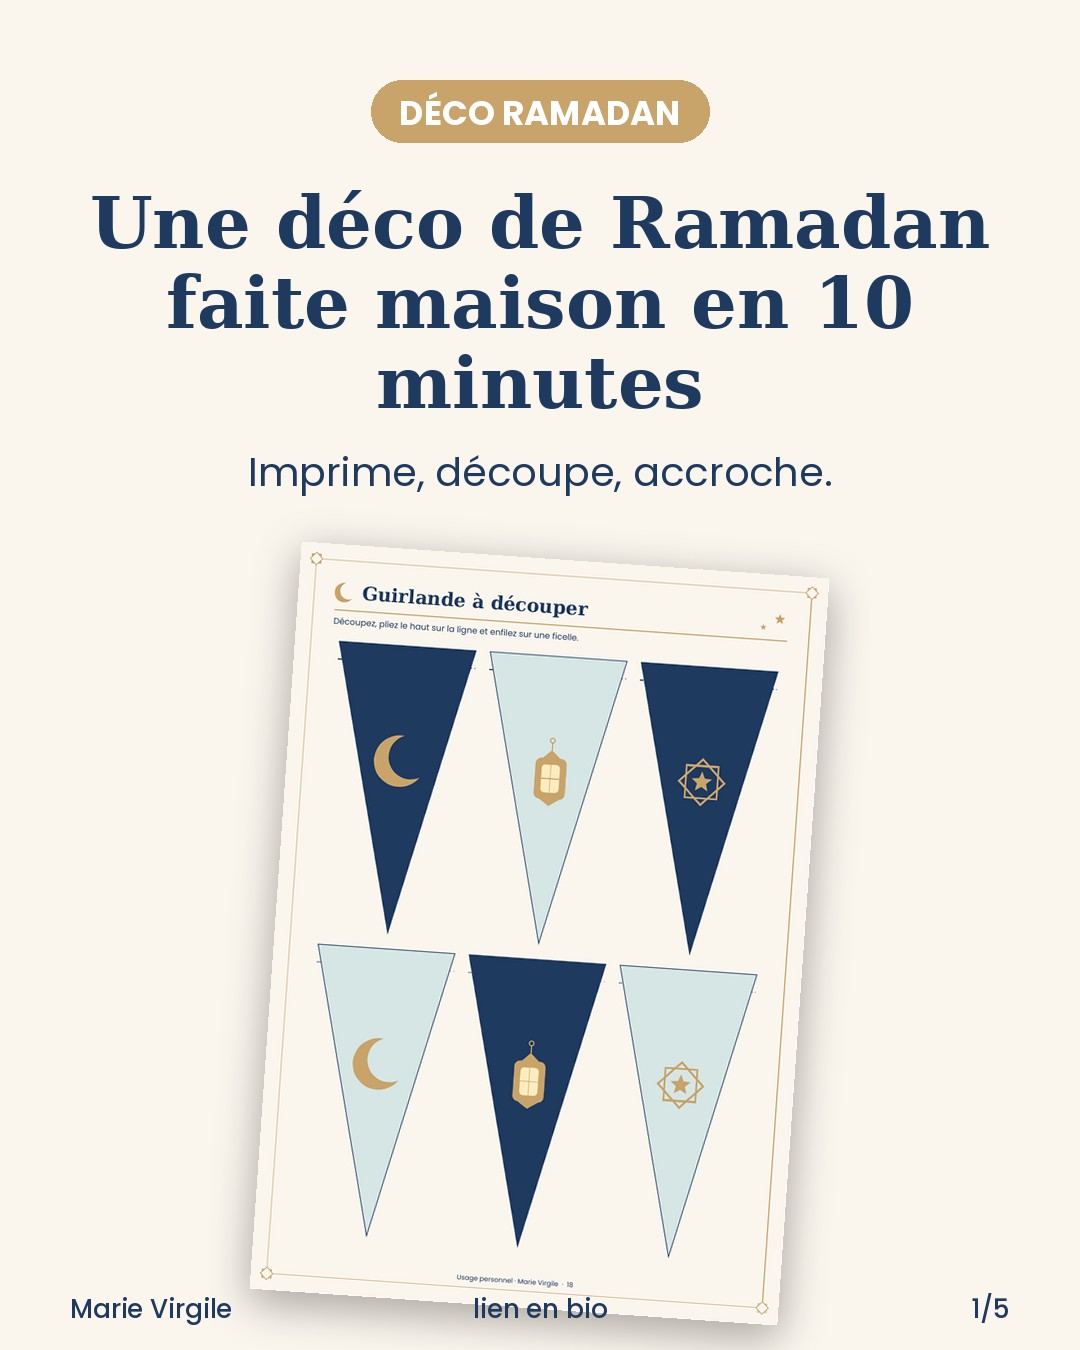 DÉCO RAMADAN
Une déco de Ramadan
faite maison en 10
minutes
Imprime, découpe, accroche.
Guirlande à découper
Découpez, pliez le haut sur la ligne et enfilez sur une ficelle.
Usage personnel · Marie Virgile · 18
Marie Virgile
lien en bio
1/5